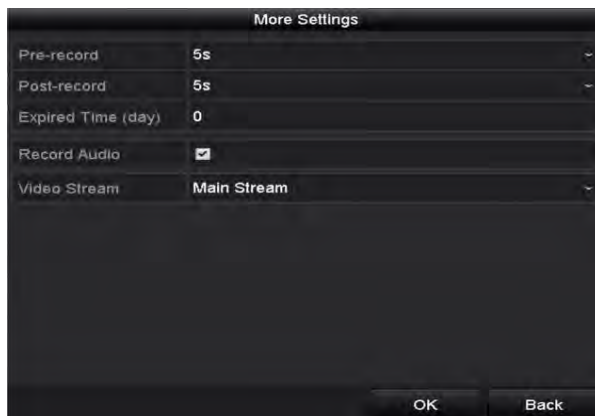 More Settings
Pre-record 5s
Post-record 5s
Expired Time (day) 0
Record Audio
Video Stream Main Stream
OK Back